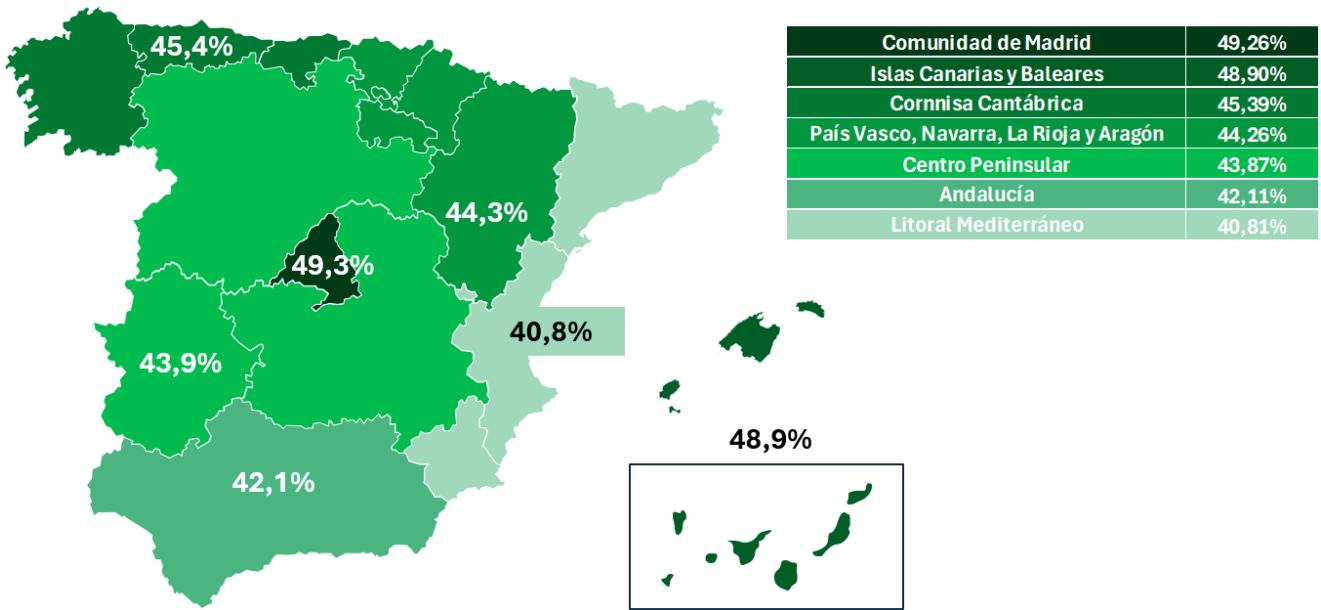 45,4%
44,3%
49,3%
40,8%
43,9%
48,9%
42,1%
Comunidad de Madrid 49,26%
Islas Canarias y Baleares 48,90%
Cornnisa Cantábrica 45,39%
País Vasco, Navarra, La Rioja y Aragón 44,26%
Centro Peninsular 43,87%
Andalucía 42,11%
Litoral Mediterráneo 40,81%